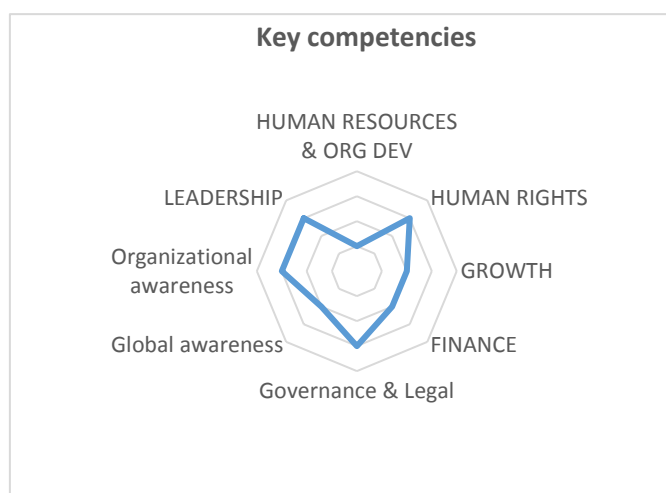 Key competencies
HUMAN RESOURCES
& ORG DEV
LEADERSHIP
HUMAN RIGHTS
Organizational
awareness
GROWTH
Global awareness
FINANCE
Governance & Legal